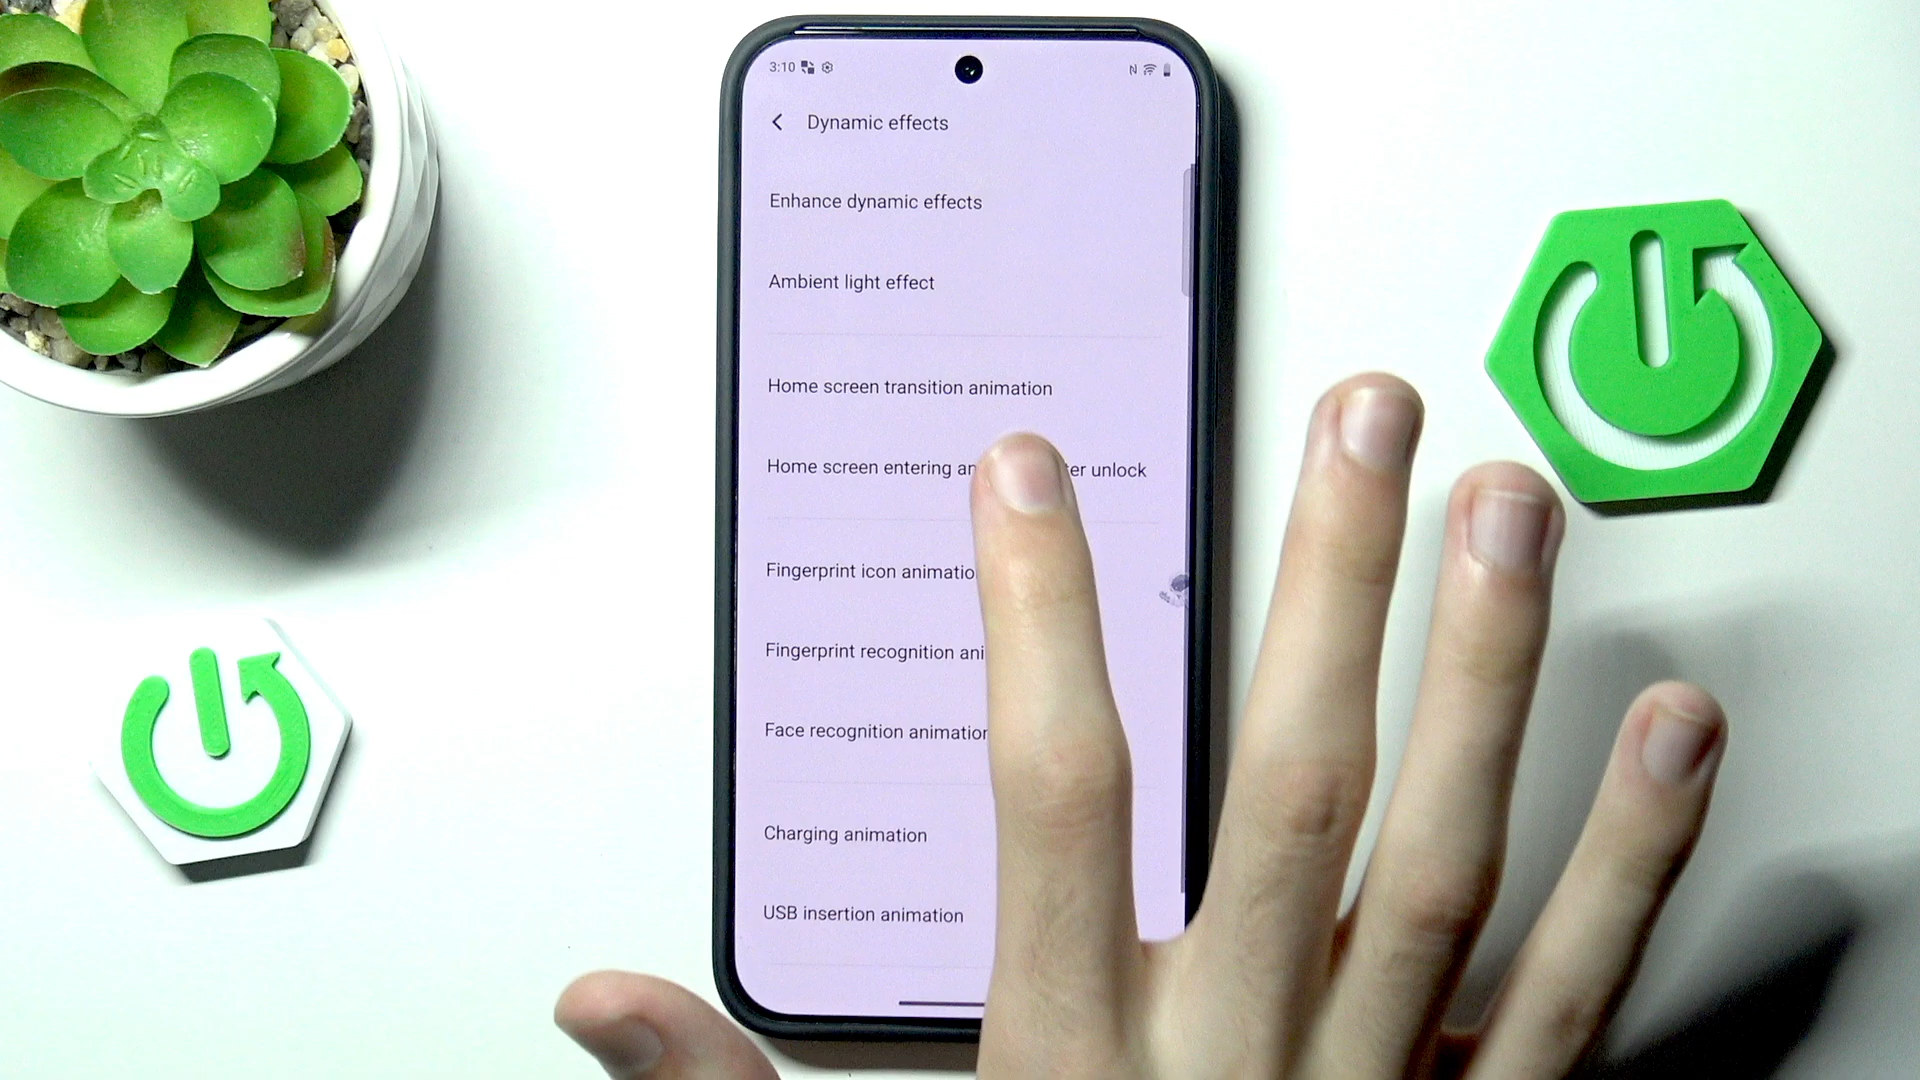 3:10
Dynamic effects
Enhance dynamic effects
Ambient light effect
Home screen transition animation
Home screen entering an ter unlock
Fingerprint icon animatio
Fingerprint recognition ani
Face recognition animation
Charging animation
USB insertion animation